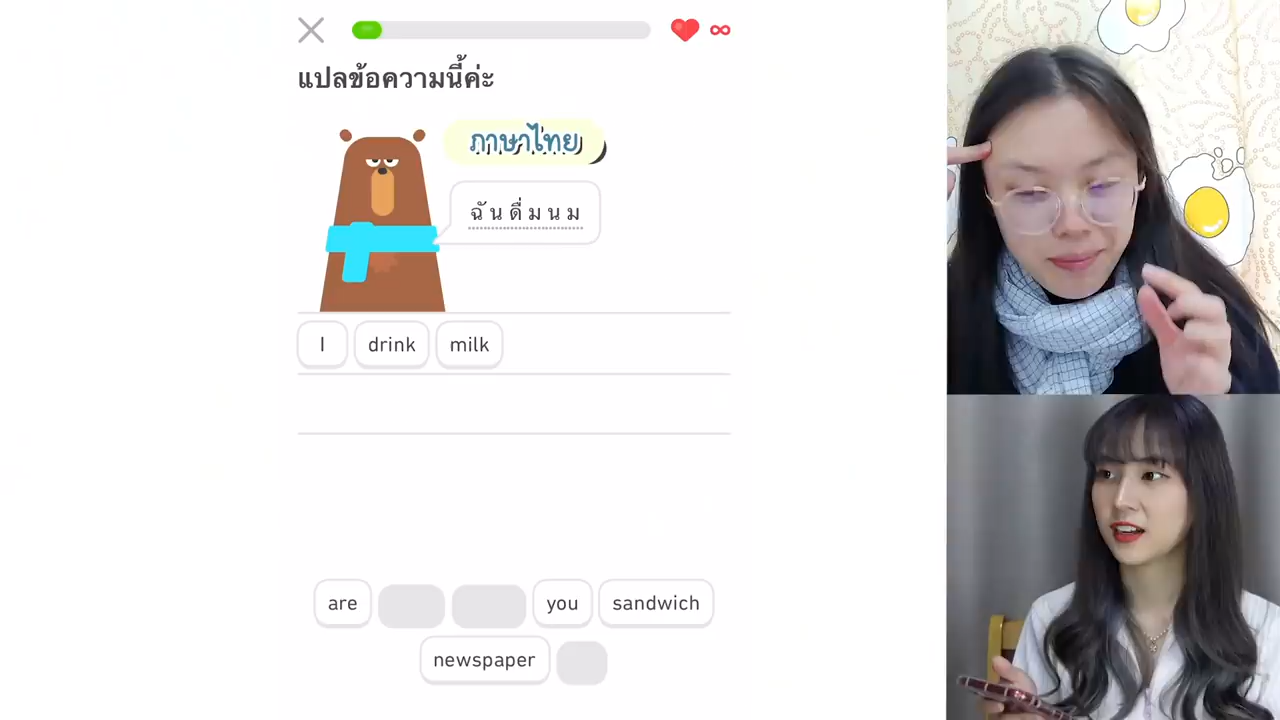 แปลข้อความนี้ค่ะ
ภาษาไทย
ฉันดื่มนม
I drink milk
are you sandwich
newspaper